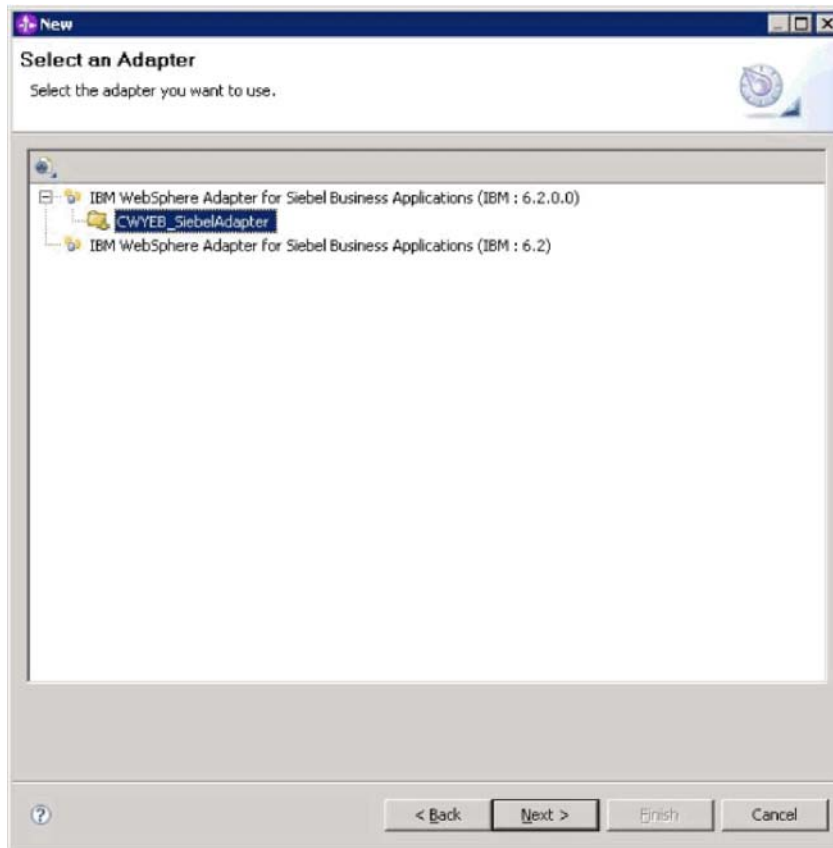 New
Select an Adapter
Select the adapter you want to use.
IBM WebSphere Adapter for Siebel Business Applications (IBM : 6.2.0.0)
CWYEB_SiebelAdapter
IBM WebSphere Adapter for Siebel Business Applications (IBM : 6.2)
?
< Back Next > Finish Cancel